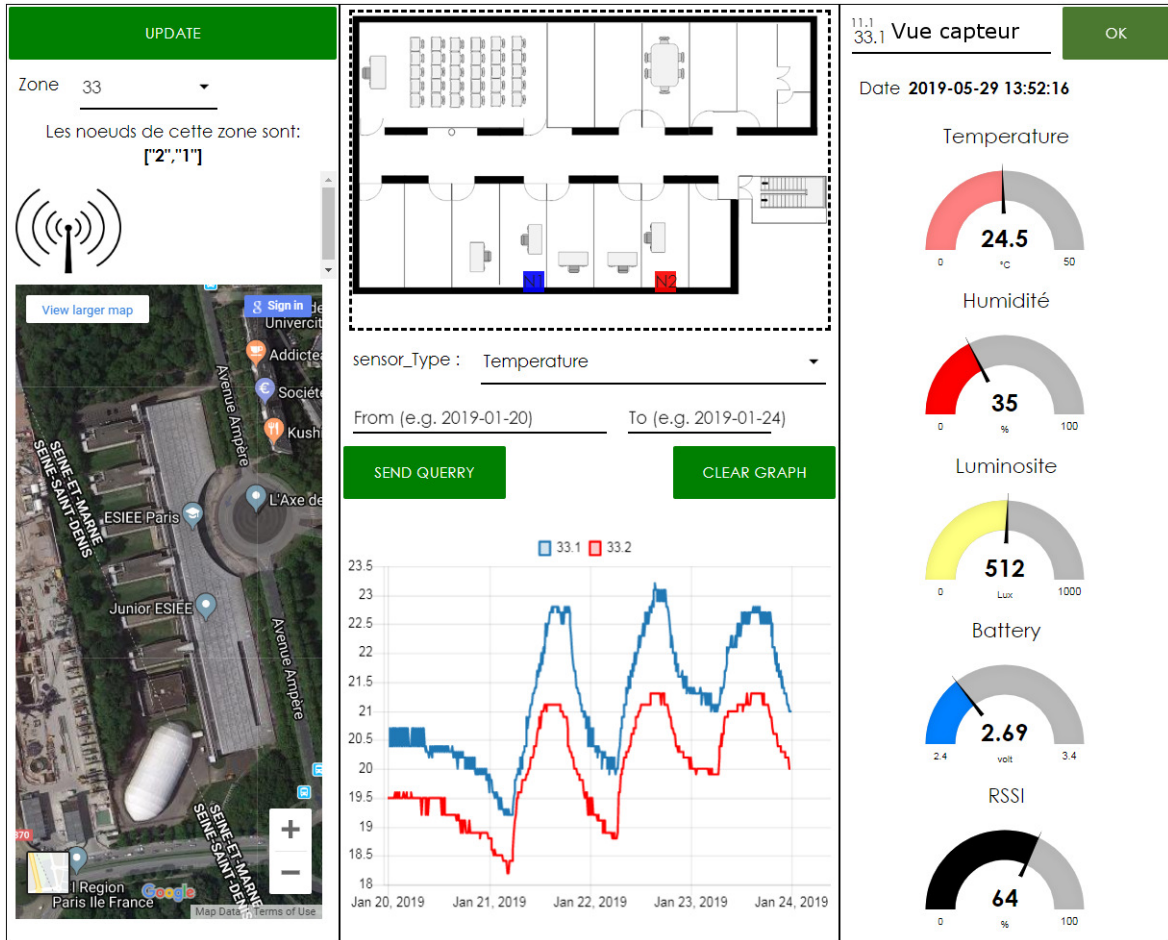 UPDATE
Zone 33
Les noeuds de cette zone sont:
["2","1"]
View larger map
Sign in
Univercit
Addictea
Société
Kushi
Avenue Ampère
L'Axe de
SEINE-ET-MARNE
SEINE-SAINT-DENIS
ESIEE Paris
Junior ESIEE
Avenue Ampère
SEINE-ET-MARNE
SEINE-SAINT-DENIS
370
l Region
Paris Ile France
Google
+
−
Map Data
Terms of Use
N1
N2
sensor_Type : Temperature
From (e.g. 2019-01-20) To (e.g. 2019-01-24)
SEND QUERRY
CLEAR GRAPH
33.1 33.2
23.5
23
22.5
22
21.5
21
20.5
20
19.5
19
18.5
18
Jan 20, 2019 Jan 21, 2019 Jan 22, 2019 Jan 23, 2019 Jan 24, 2019
11.1
33.1 Vue capteur
OK
Date 2019-05-29 13:52:16
Temperature
24.5
0 °C 50
Humidité
35
0 % 100
Luminosite
512
0 Lux 1000
Battery
2.69
2.4 volt 3.4
RSSI
64
0 % 100